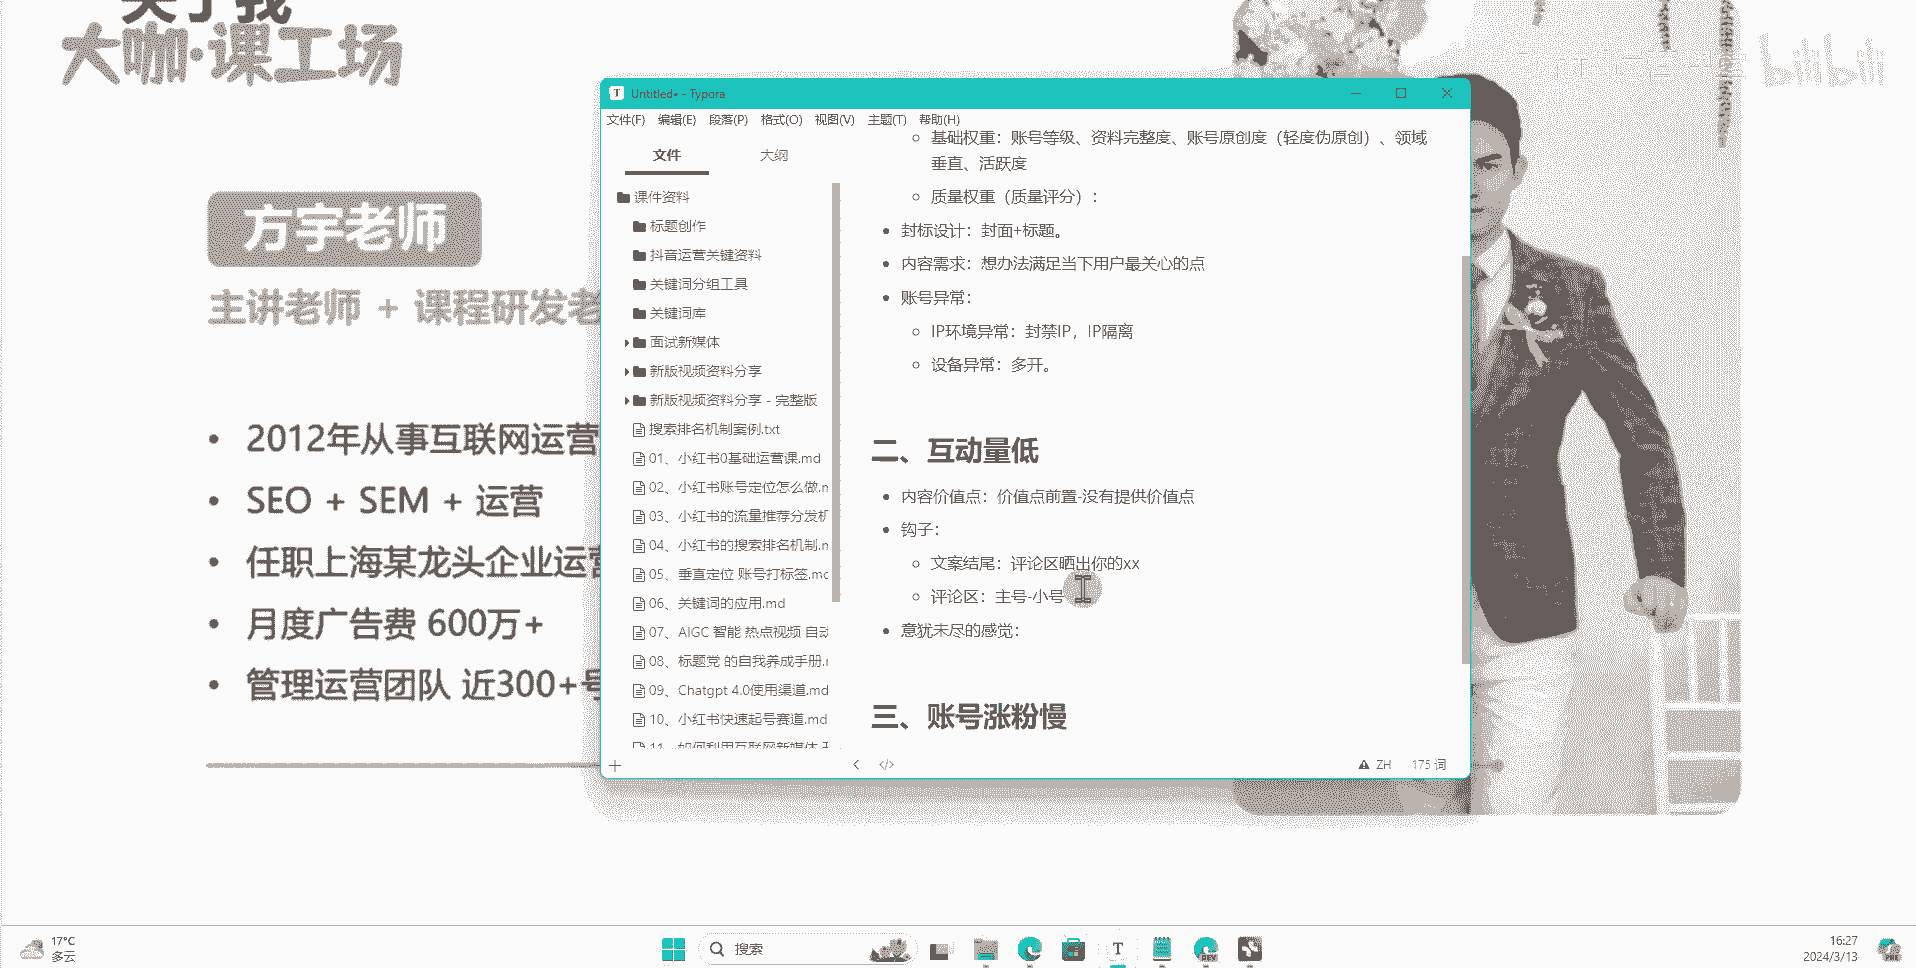 关于我
大咖·课工场
bilibili
方宇老师
主讲老师 + 课程研发老
2012年从事互联网运营
SEO + SEM + 运营
任职上海某龙头企业运营
月度广告费 600万+
管理运营团队 近300+号
Untitled• - Typora
文件(F) 编辑(E) 段落(P) 格式(O) 视图(V) 主题(T) 帮助(H)
文件 大纲
课件资料
标题创作
抖音运营关键资料
关键词分组工具
关键词库
面试新媒体
新版视频资料分享
新版视频资料分享 - 完整版
搜索排名机制案例.txt
01、小红书0基础运营课.md
02、小红书账号定位怎么做.m
03、小红书的流量推荐分发机
04、小红书的搜索排名机制.m
05、垂直定位 账号打标签.md
06、关键词的应用.md
07、AIGC 智能 热点视频 自动
08、标题党 的自我养成手册.m
09、Chatgpt 4.0使用渠道.md
10、小红书快速起号赛道.md
11、如何利用互联网新媒体
基础权重：账号等级、资料完整度、账号原创度（轻度伪原创）、领域
垂直、活跃度
质量权重（质量评分）：
封标设计：封面+标题。
内容需求：想办法满足当下用户最关心的点
账号异常：
IP环境异常：封禁IP，IP隔离
设备异常：多开。
二、互动量低
内容价值点：价值点前置-没有提供价值点
钩子：
文案结尾：评论区晒出你的xx
评论区：主号-小号
意犹未尽的感觉：
三、账号涨粉慢
ZH 175 词
17°C
多云
搜索
16:27
2024/3/13